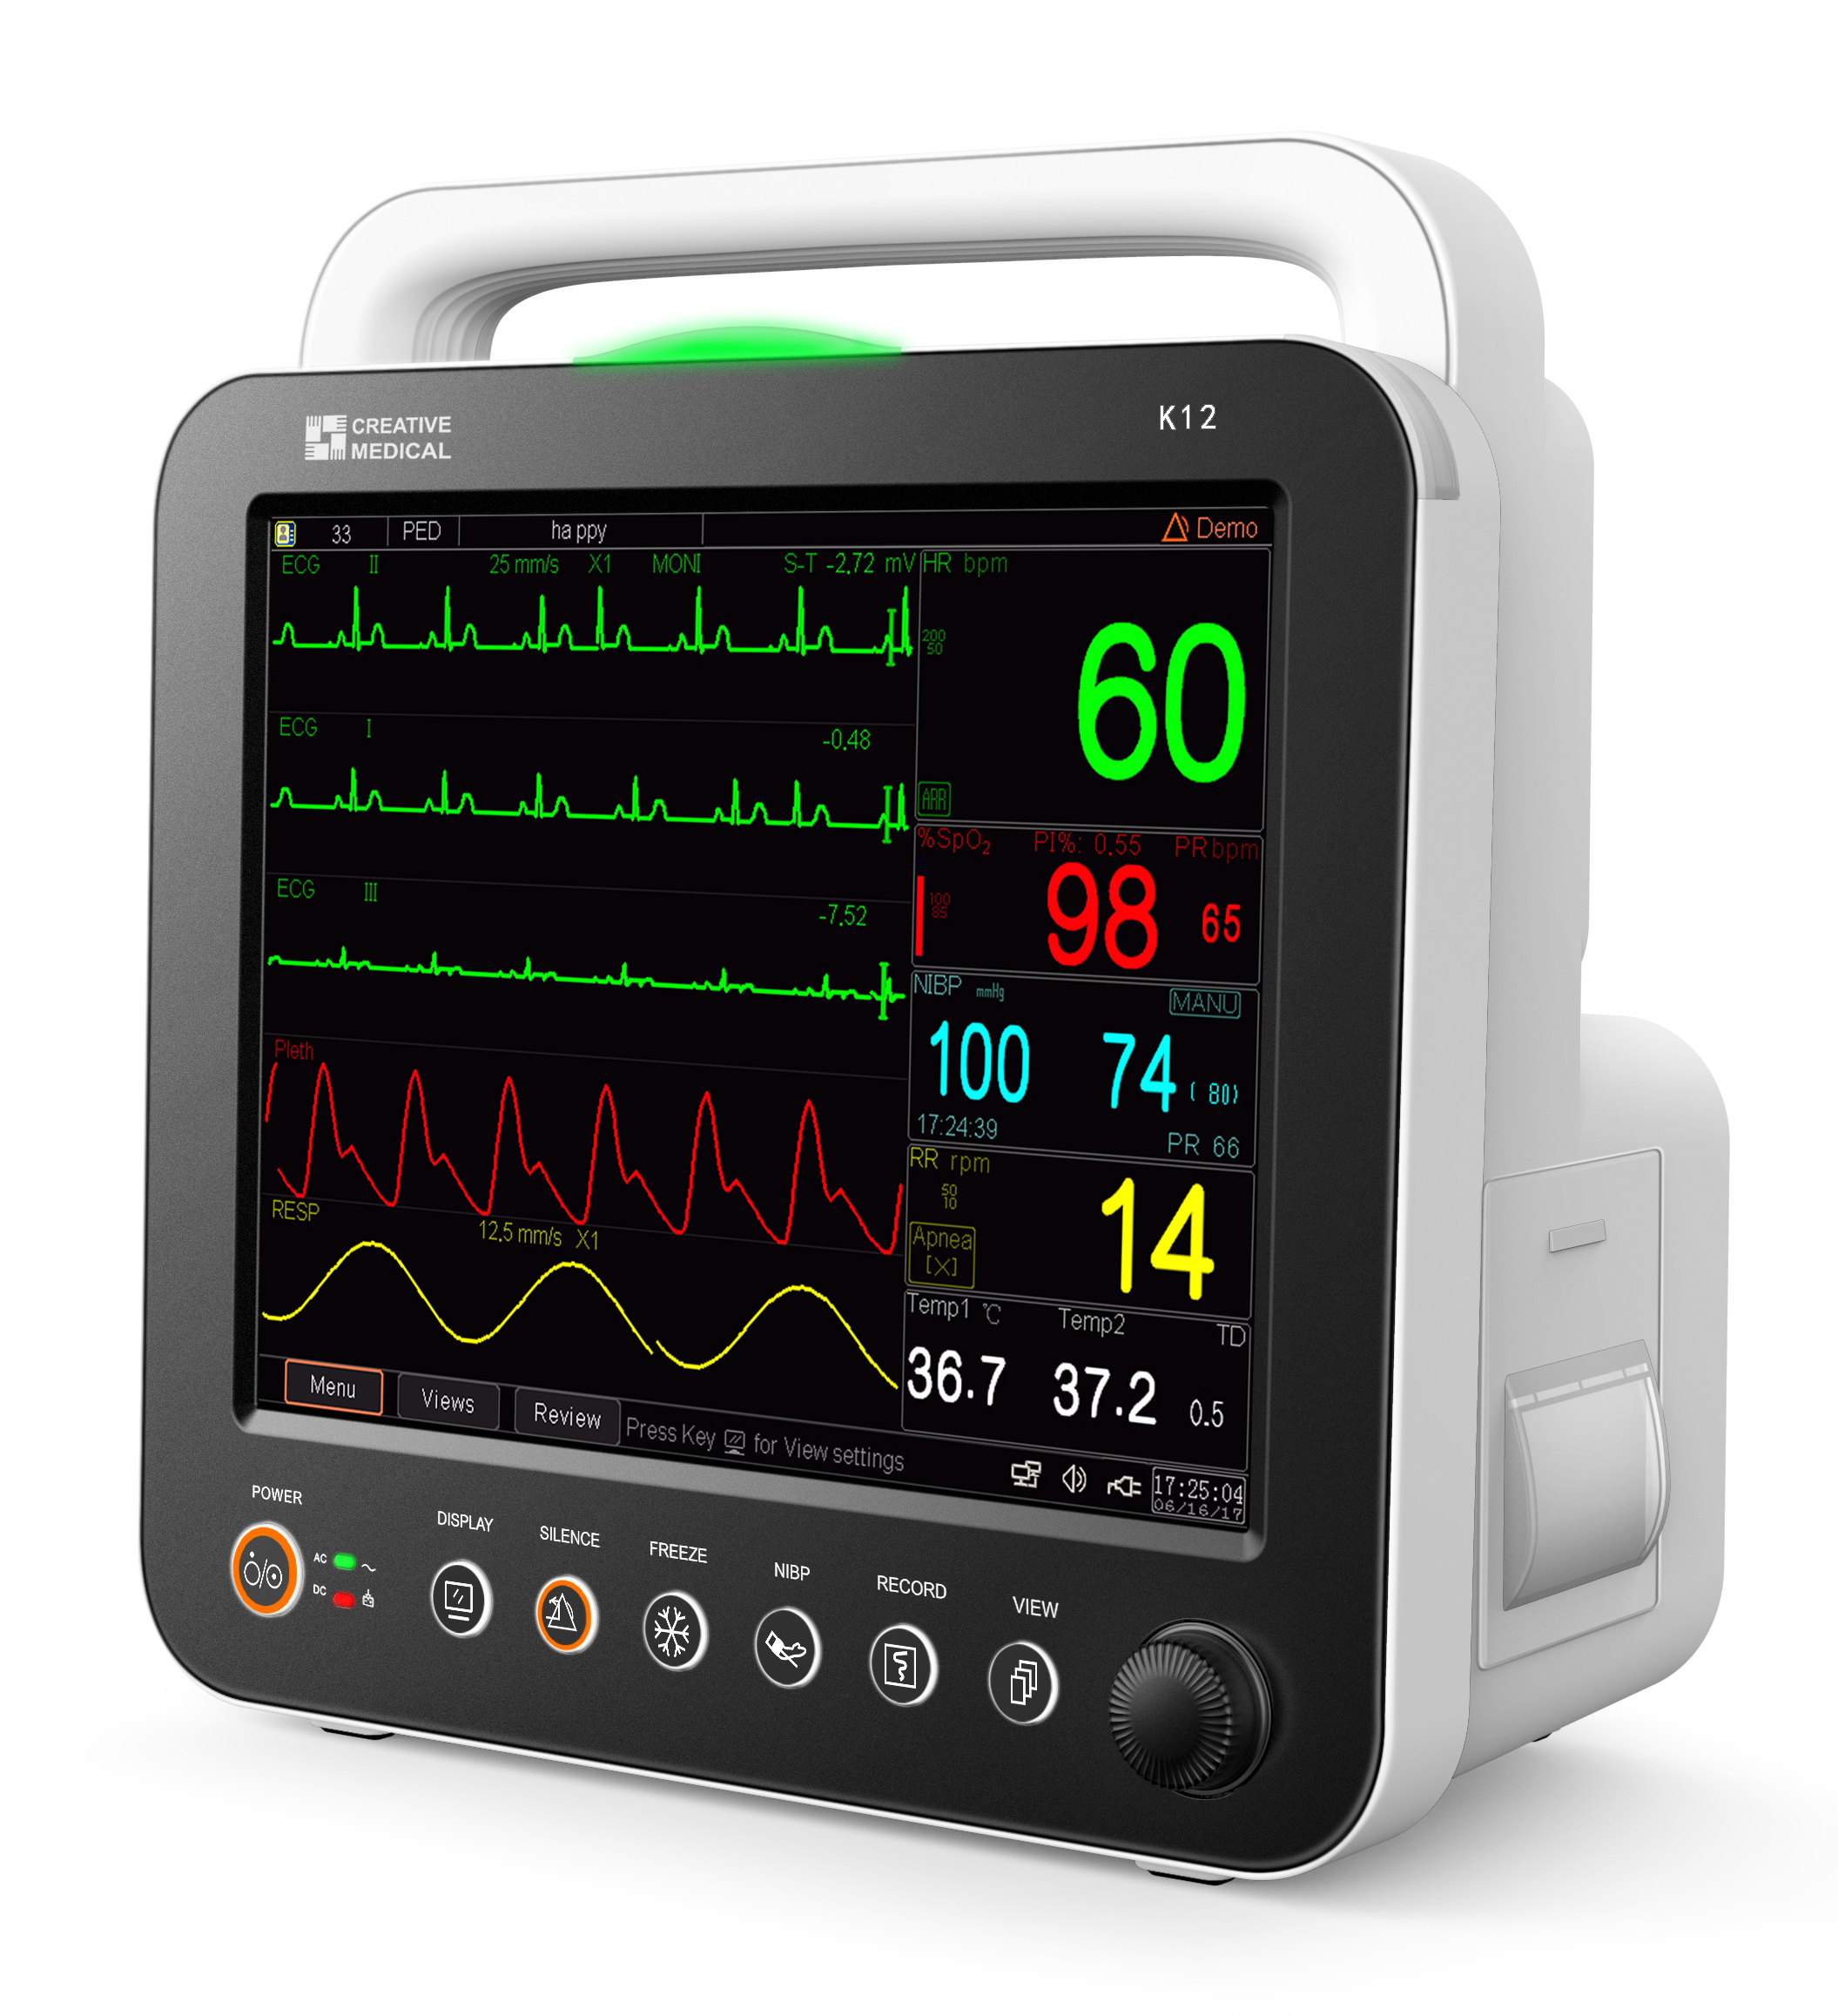 CREATIVE
MEDICAL
K12
33 PED ha ppy Demo
ECG II 25 mm/s X1 MONI S-T -2.72 mV
HR bpm
200
50
60
ARR
ECG I -0.48
%SpO₂ PI%: 0.55 PR bpm
100
85
98 65
ECG III -7.52
NIBP mmHg MANU
100 74 ( 80)
17:24:39 PR 66
Pleth
RR rpm
50
10
14
Apnea
[X]
RESP 12.5 mm/s X1
Temp1 °C Temp2 TD
36.7 37.2 0.5
Menu Views Review Press Key for View settings
17:25:04
06/16/17
POWER
AC
DC
DISPLAY
SILENCE
FREEZE
NIBP
RECORD
VIEW